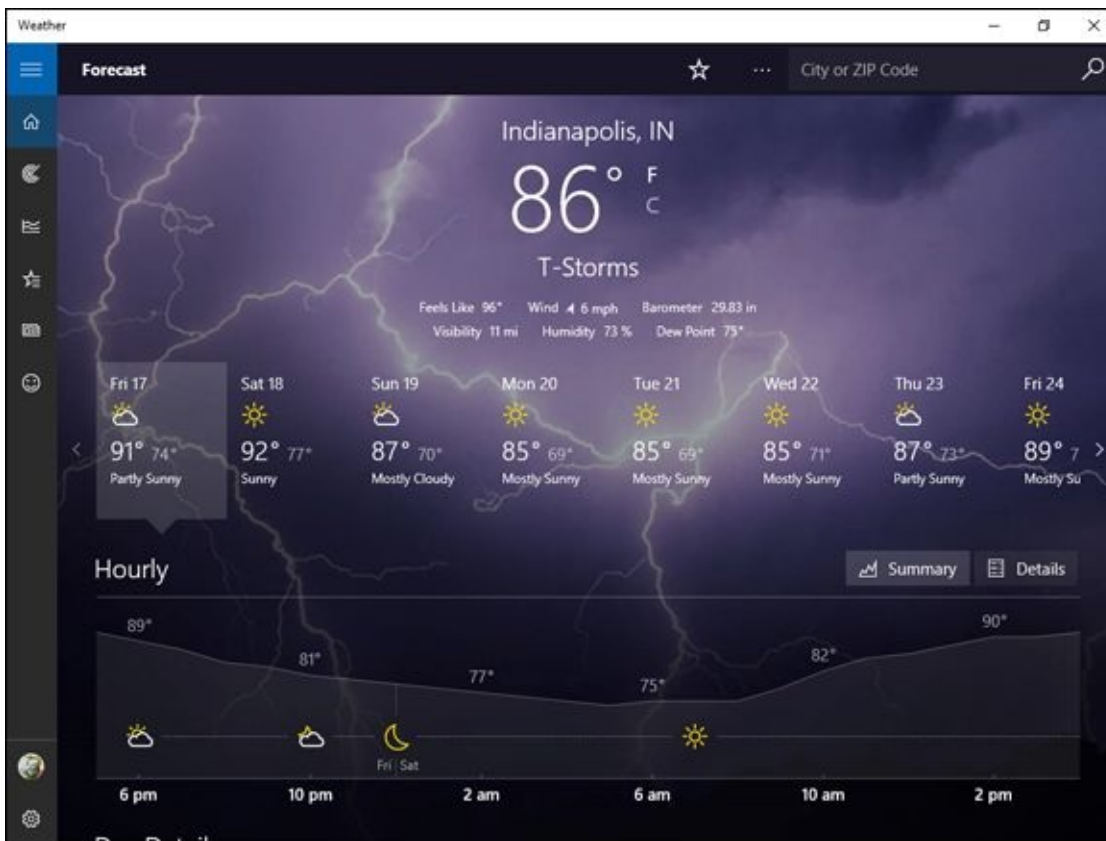 Weather
Forecast
City or ZIP Code
Indianapolis, IN
86° F
C
T-Storms
Feels Like 96° Wind 6 mph Barometer 29.83 in
Visibility 11 mi Humidity 73 % Dew Point 75°
Fri 17 Sat 18 Sun 19 Mon 20 Tue 21 Wed 22 Thu 23 Fri 24
91° 74° 92° 77° 87° 70° 85° 69° 85° 69° 85° 71° 87° 73° 89° 7
Partly Sunny Sunny Mostly Cloudy Mostly Sunny Mostly Sunny Mostly Sunny Partly Sunny Mostly Su
Hourly Summary Details
89° 81° 77° 75° 82° 90°
Fri Sat
6 pm 10 pm 2 am 6 am 10 am 2 pm